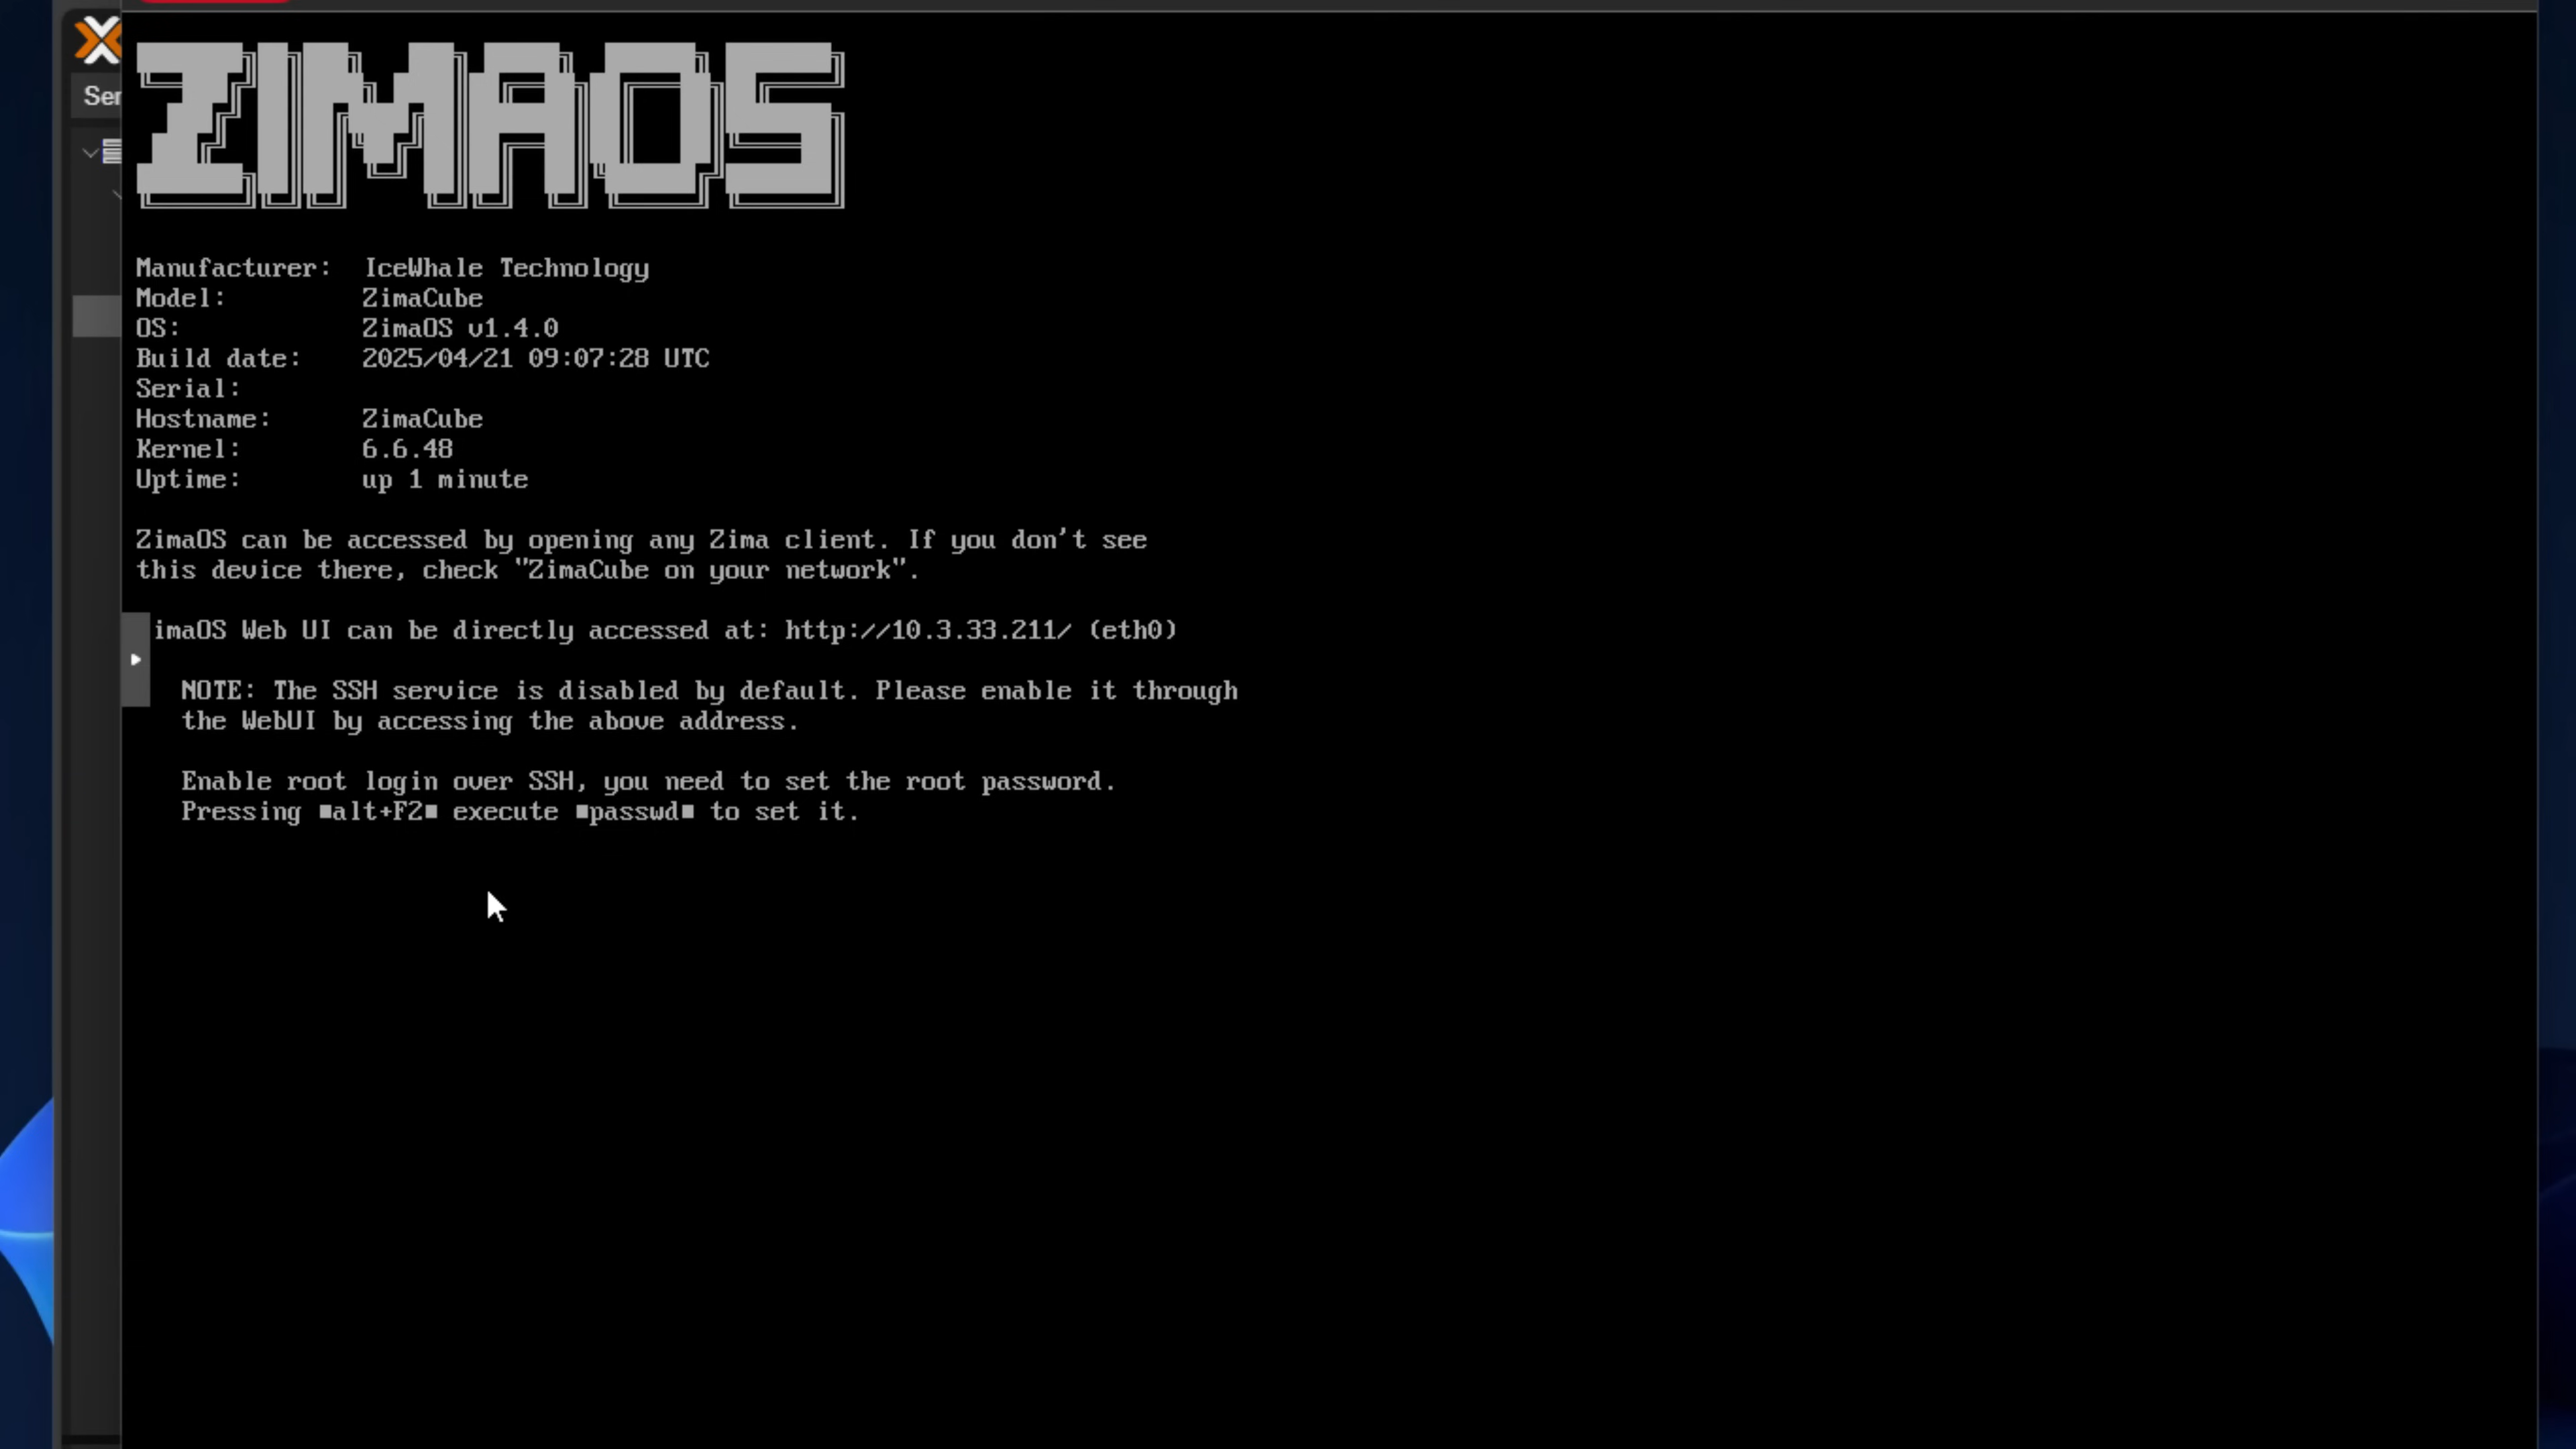 ZIMAOS
Ser
Manufacturer: IceWhale Technology
Model: ZimaCube
OS: ZimaOS v1.4.0
Build date: 2025/04/21 09:07:28 UTC
Serial:
Hostname: ZimaCube
Kernel: 6.6.48
Uptime: up 1 minute
ZimaOS can be accessed by opening any Zima client. If you don't see
this device there, check "ZimaCube on your network".
imaOS Web UI can be directly accessed at: http://10.3.33.211/ (eth0)
NOTE: The SSH service is disabled by default. Please enable it through
the WebUI by accessing the above address.
Enable root login over SSH, you need to set the root password.
Pressing ■alt+F2■ execute ■passwd■ to set it.